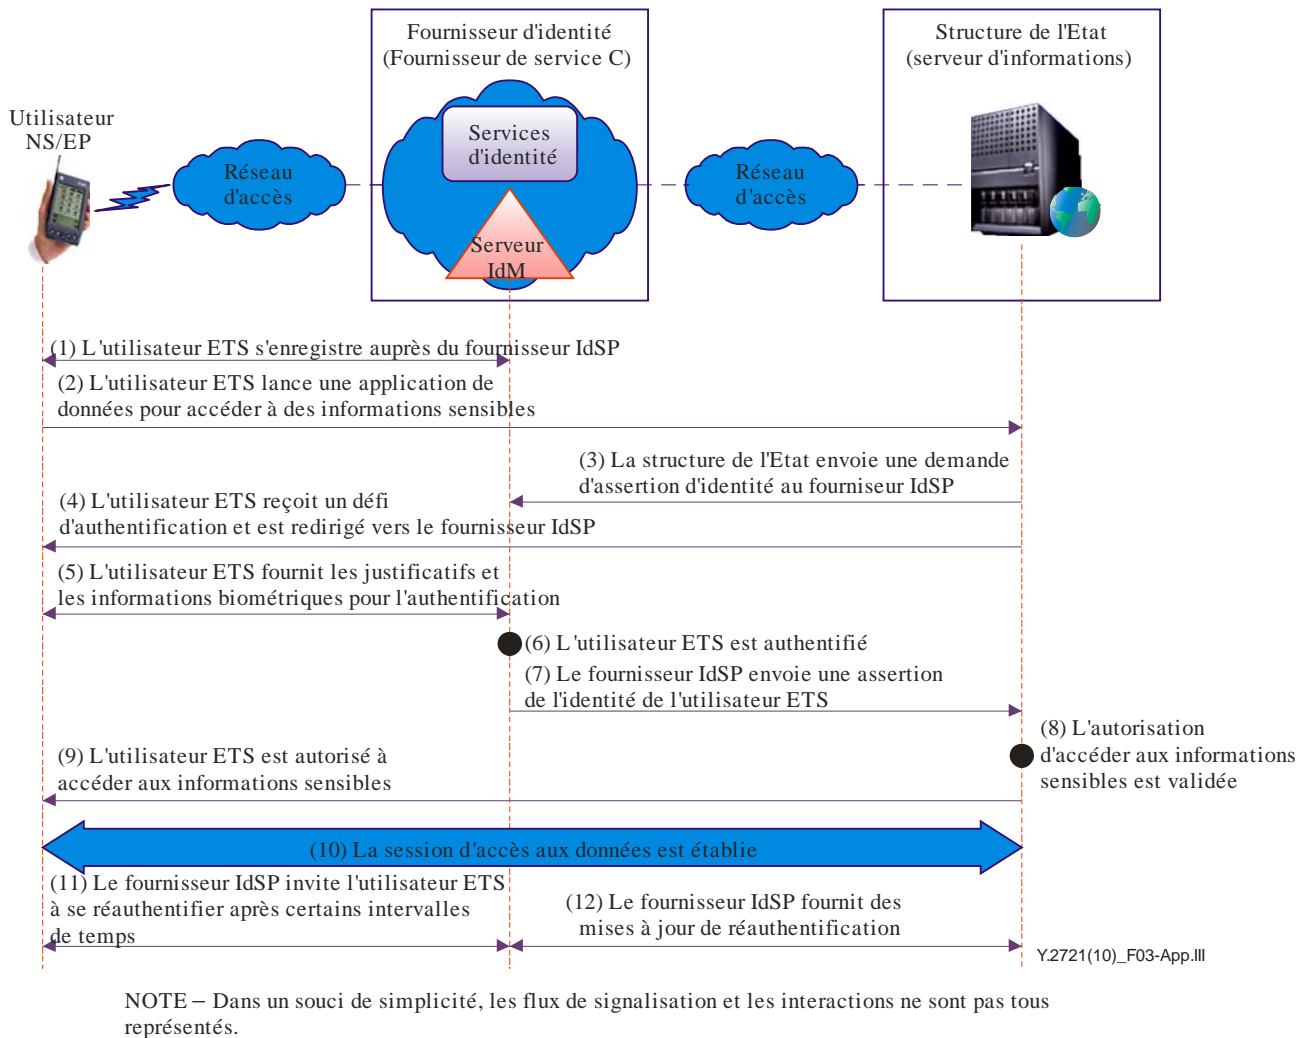 Fournisseur d'identité
(Fournisseur de service C)
Structure de l'Etat
(serveur d'informations)
Utilisateur
NS/EP
Services
d'identité
Réseau
d'accès
Réseau
d'accès
Serveur
IdM
(1) L'utilisateur ETS s'enregistre auprès du fournisseur IdSP
(2) L'utilisateur ETS lance une application de
données pour accéder à des informations sensibles
(3) La structure de l'Etat envoie une demande
d'assertion d'identité au fourniseur IdSP
(4) L'utilisateur ETS reçoit un défi
d'authentification et est redirigé vers le fournisseur IdSP
(5) L'utilisateur ETS fournit les justificatifs et
les informations biométriques pour l'authentification
(6) L'utilisateur ETS est authentifié
(7) Le fournisseur IdSP envoie une assertion
de l'identité de l'utilisateur ETS
(8) L'autorisation
d'accéder aux informations
sensibles est validée
(9) L'utilisateur ETS est autorisé à
accéder aux informations sensibles
(10) La session d'accès aux données est établie
(11) Le fournisseur IdSP invite l'utilisateur ETS
à se réauthentifier après certains intervalles
de temps
(12) Le fournisseur IdSP fournit des
mises à jour de réauthentification
Y.2721(10)_F03-App.III
NOTE – Dans un souci de simplicité, les flux de signalisation et les interactions ne sont pas tous
représentés.